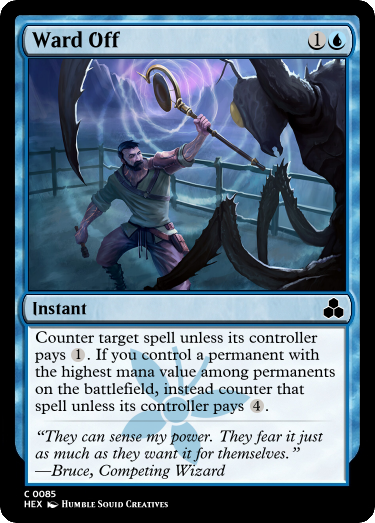 Ward Off 1
Instant
Counter target spell unless its controller
pays 1. If you control a permanent with
the highest mana value among permanents
on the battlefield, instead counter that
spell unless its controller pays 4.
“They can sense my power. They fear it just
as much as they want it for themselves.”
—Bruce, Competing Wizard
C 0085
HEX Humble Squid Creatives